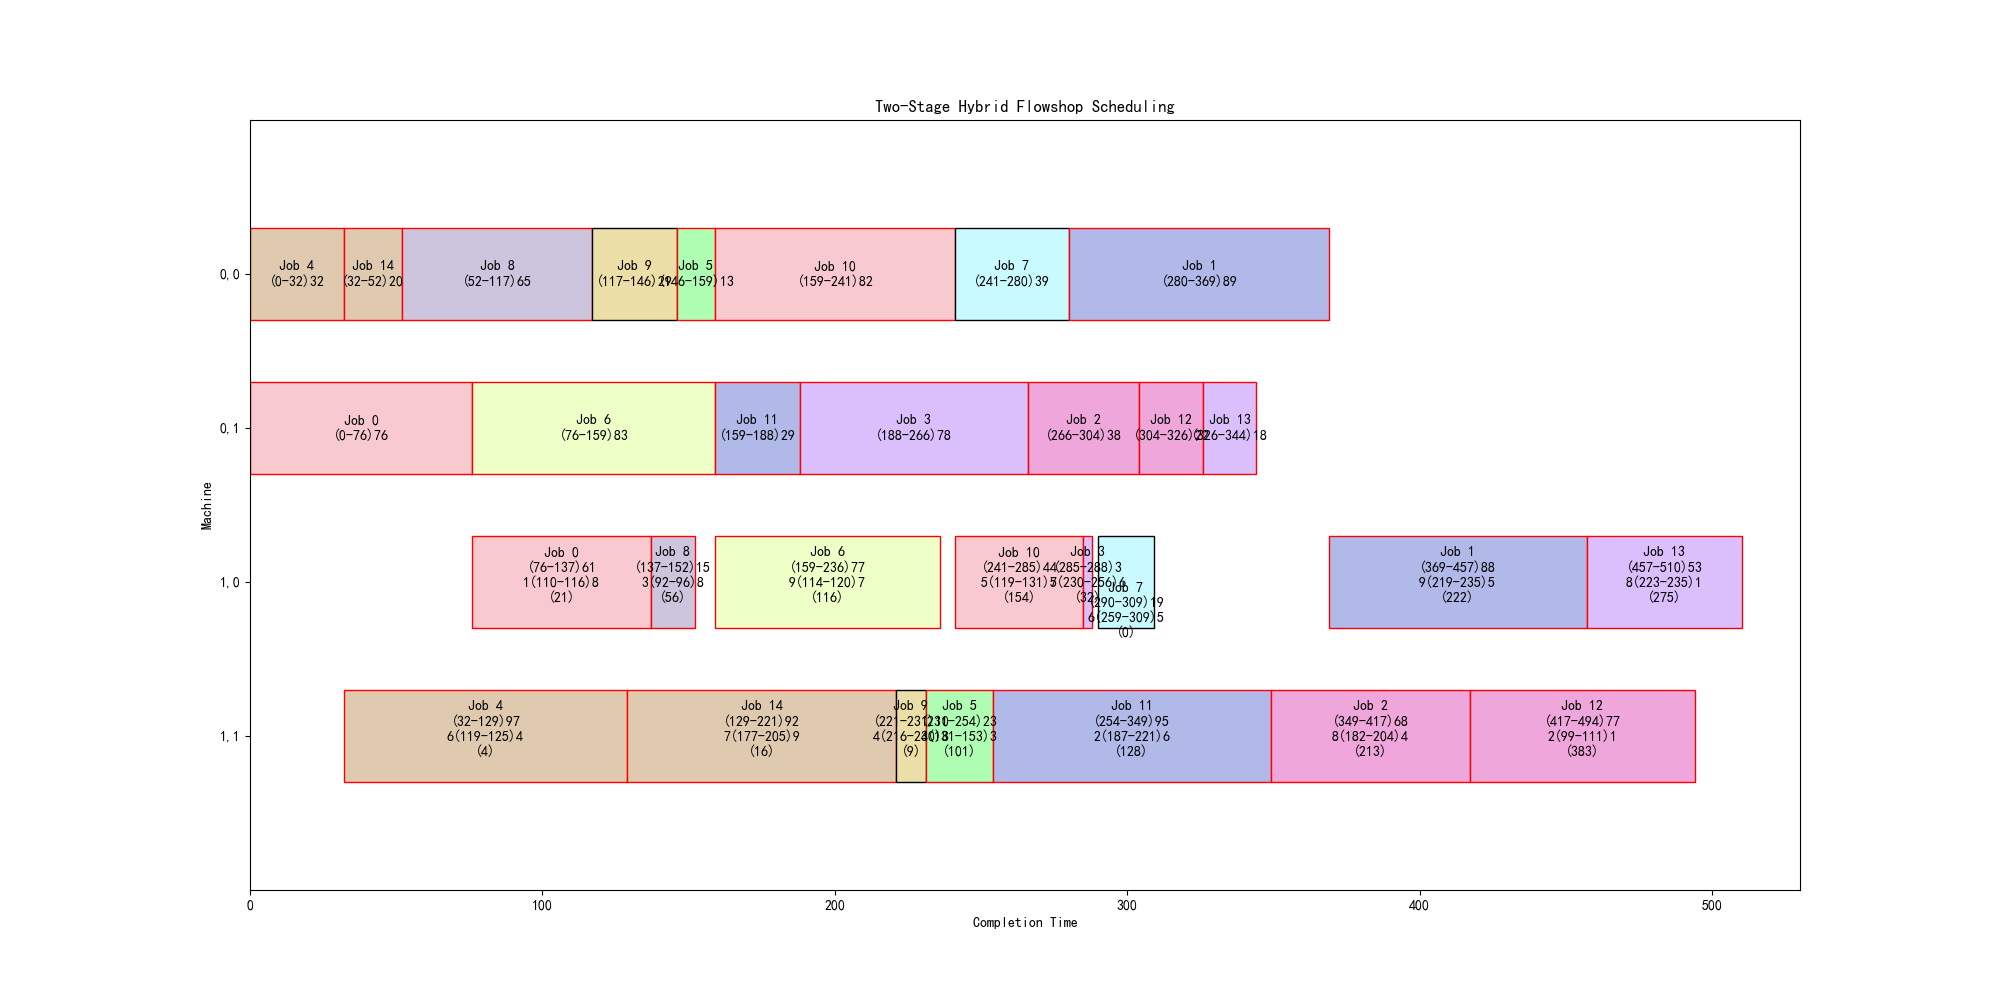 Two-Stage Hybrid Flowshop Scheduling
0,0
Job 4
(0-32)32
Job 14
(32-52)20
Job 8
(52-117)65
Job 9
(117-146)29
Job 5
(146-159)13
Job 10
(159-241)82
Job 7
(241-280)39
Job 1
(280-369)89
0,1
Job 0
(0-76)76
Job 6
(76-159)83
Job 11
(159-188)29
Job 3
(188-266)78
Job 2
(266-304)38
Job 12
(304-326)22
Job 13
(326-344)18
Machine
1,0
Job 0
(76-137)61
1(110-116)8
(21)
Job 8
(137-152)15
3(92-96)8
(56)
Job 6
(159-236)77
9(114-120)7
(116)
Job 10
(241-285)44
5(119-131)5
(154)
Job 3
(285-288)3
7(230-256)6
(32)
Job 7
(290-309)19
6(259-309)5
(0)
Job 1
(369-457)88
9(219-235)5
(222)
Job 13
(457-510)53
8(223-235)1
(275)
1,1
Job 4
(32-129)97
6(119-125)4
(4)
Job 14
(129-221)92
7(177-205)9
(16)
Job 9
(221-231)10
(9)
Job 5
(231-254)23
(101)
Job 11
(254-349)95
2(187-221)6
(128)
Job 2
(349-417)68
8(182-204)4
(213)
Job 12
(417-494)77
2(99-111)1
(383)
0
100
200
300
400
500
Completion Time